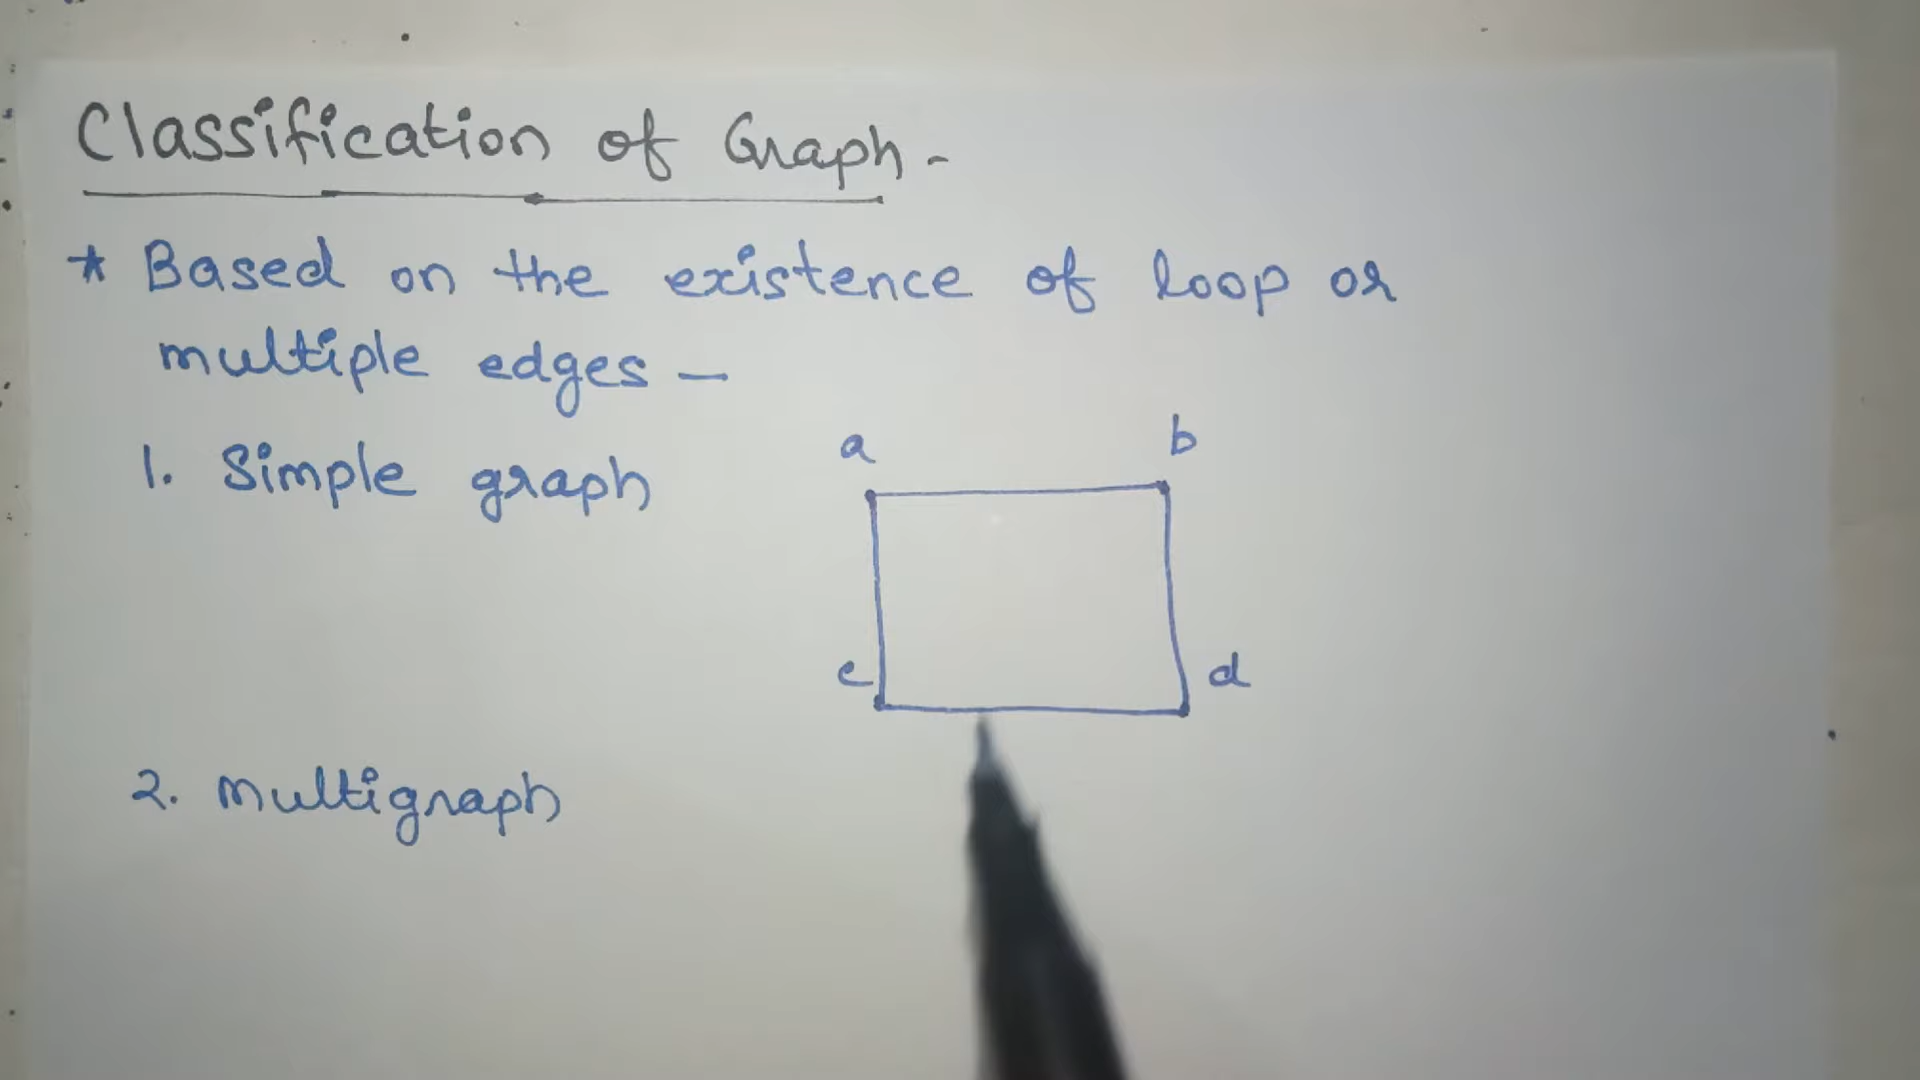 Classification of Graph -
* Based on the existence of loop or
multiple edges -
1. Simple graph
a b
c d
2. Multigraph